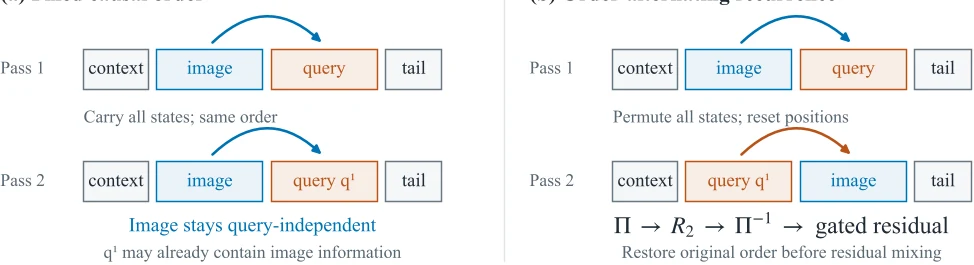 Pass 1
context
image
query
tail
Carry all states; same order
Pass 2
context
image
query q¹
tail
Image stays query-independent
q¹ may already contain image information
Pass 1
context
image
query
tail
Permute all states; reset positions
Pass 2
context
query q¹
image
tail
Π → R₂ → Π⁻¹ → gated residual
Restore original order before residual mixing